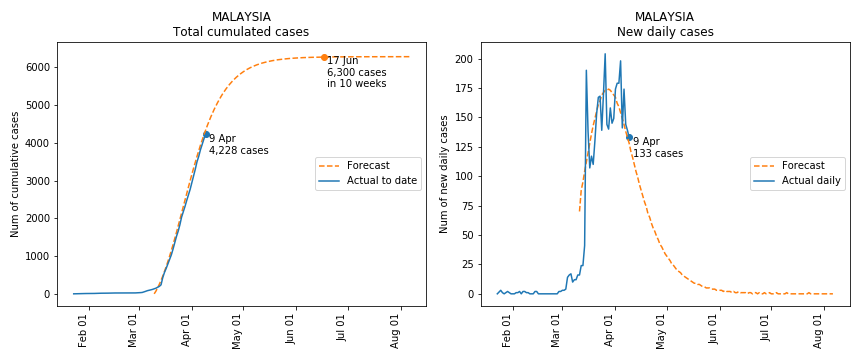 MALAYSIA
Total cumulated cases
Num of cumulative cases
6000
5000
4000
3000
2000
1000
0
17 Jun
6,300 cases
in 10 weeks
9 Apr
4,228 cases
Forecast
Actual to date
Feb 01
Mar 01
Apr 01
May 01
Jun 01
Jul 01
Aug 01
MALAYSIA
New daily cases
Num of new daily cases
200
175
150
125
100
75
50
25
0
9 Apr
133 cases
Forecast
Actual daily
Feb 01
Mar 01
Apr 01
May 01
Jun 01
Jul 01
Aug 01